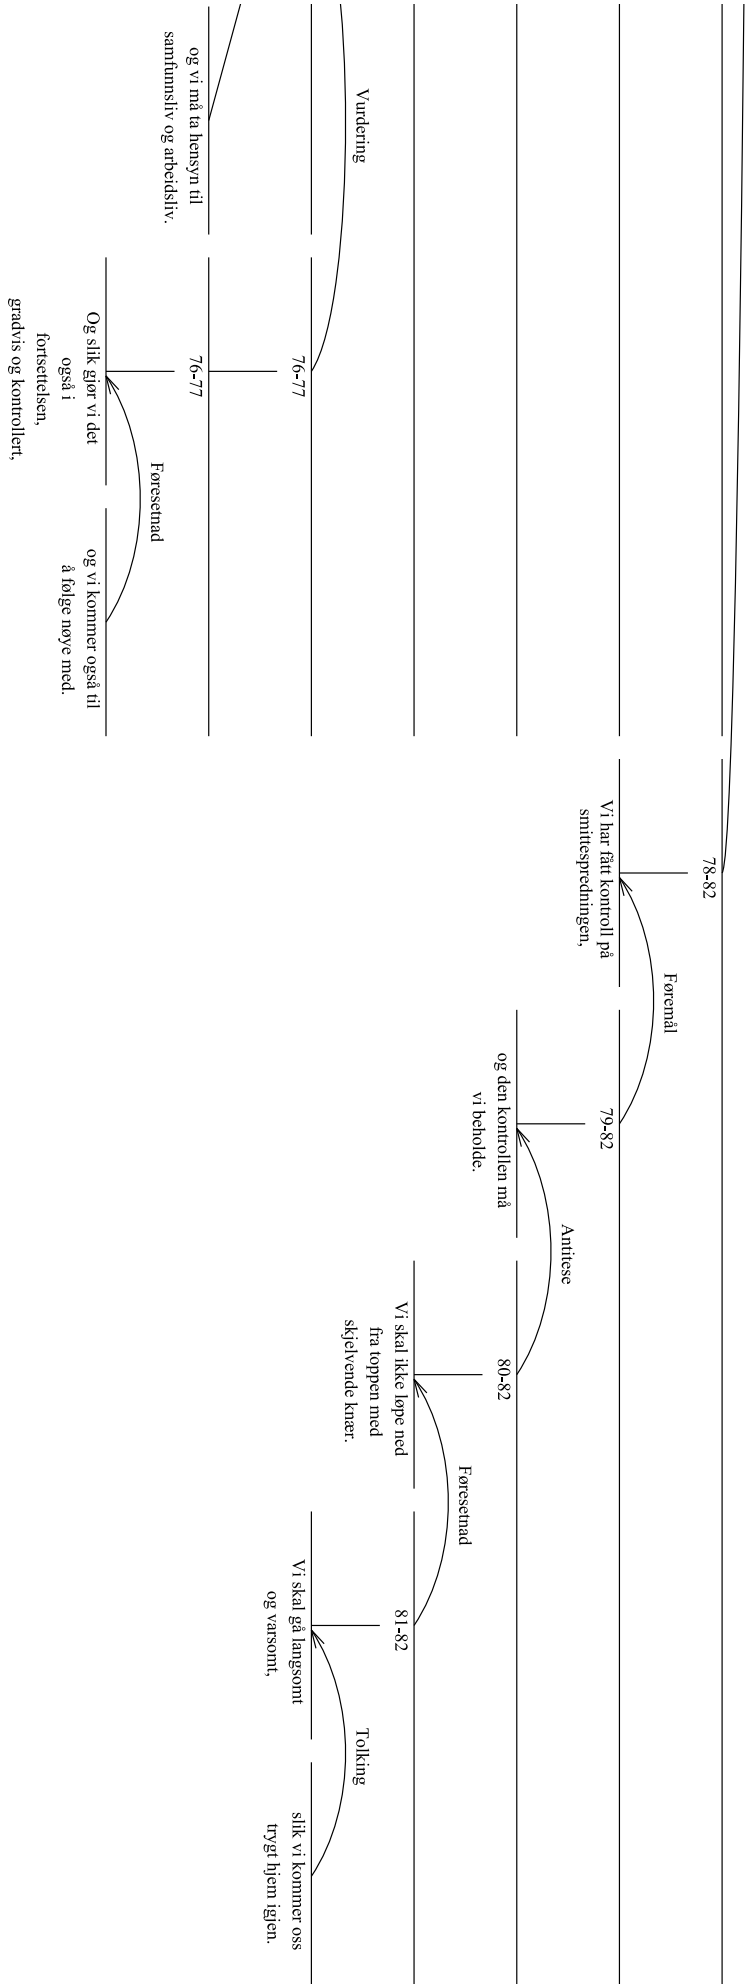 Vurdering
og vi må ta hensyn til
samfunnsliv og arbeidsliv.
76-77
76-77
Og slik gjør vi det
også i
fortsettelsen,
gradvis og kontrollert,
Føresetnad
og vi kommer også til
å følge nøye med.
78-82
Vi har fått kontroll på
smittespredningen,
Føremål
79-82
og den kontrollen må
vi beholde.
Antitese
80-82
Vi skal ikke løpe ned
fra toppen med
skjelvende knær.
Føresetnad
81-82
Vi skal gå langsomt
og varsomt,
Tolking
slik vi kommer oss
trygt hjem igjen.